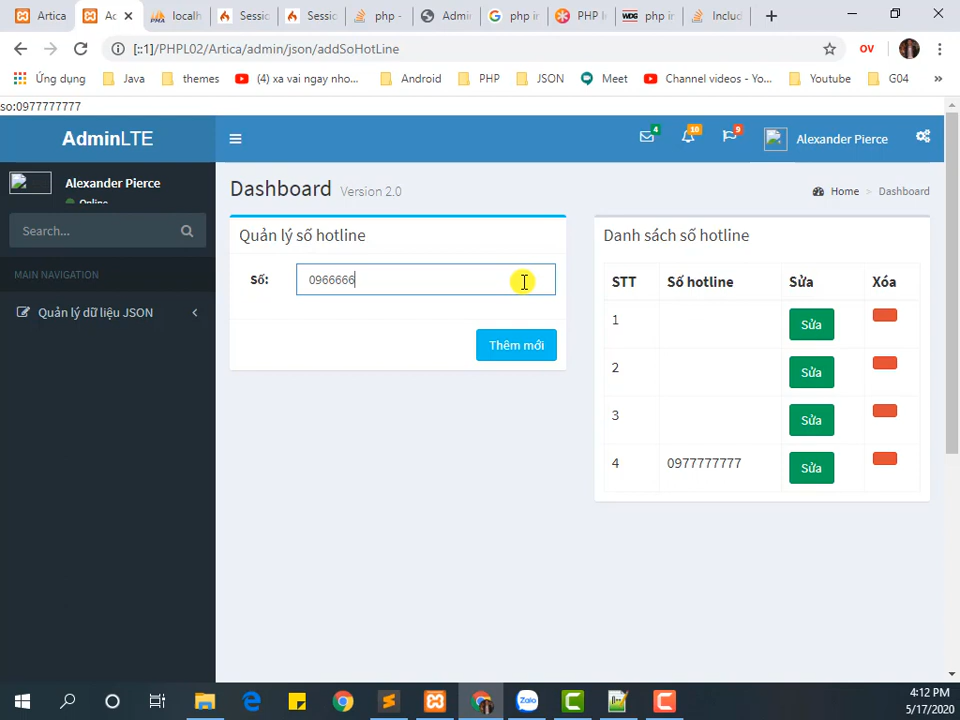 Artica
Ac
localh
Sessic
Sessic
php -
Admi
php ir
PHP I
php ir
Includ
[::1]/PHPL02/Artica/admin/json/addSoHotLine
OV
Ứng dụng
Java
themes
(4) xa vai ngay nho...
Android
PHP
JSON
Meet
Channel videos - Yo...
Youtube
G04
»
so:0977777777
AdminLTE
4
10
9
Alexander Pierce
Alexander Pierce
Online
Dashboard Version 2.0
Home
Dashboard
Search...
MAIN NAVIGATION
Quản lý dữ liệu JSON
Quản lý số hotline
Số:
0966666
Thêm mới
Danh sách số hotline
STT Số hotline Sửa Xóa
1 Sửa
2 Sửa
3 Sửa
4 0977777777 Sửa
4:12 PM
5/17/2020